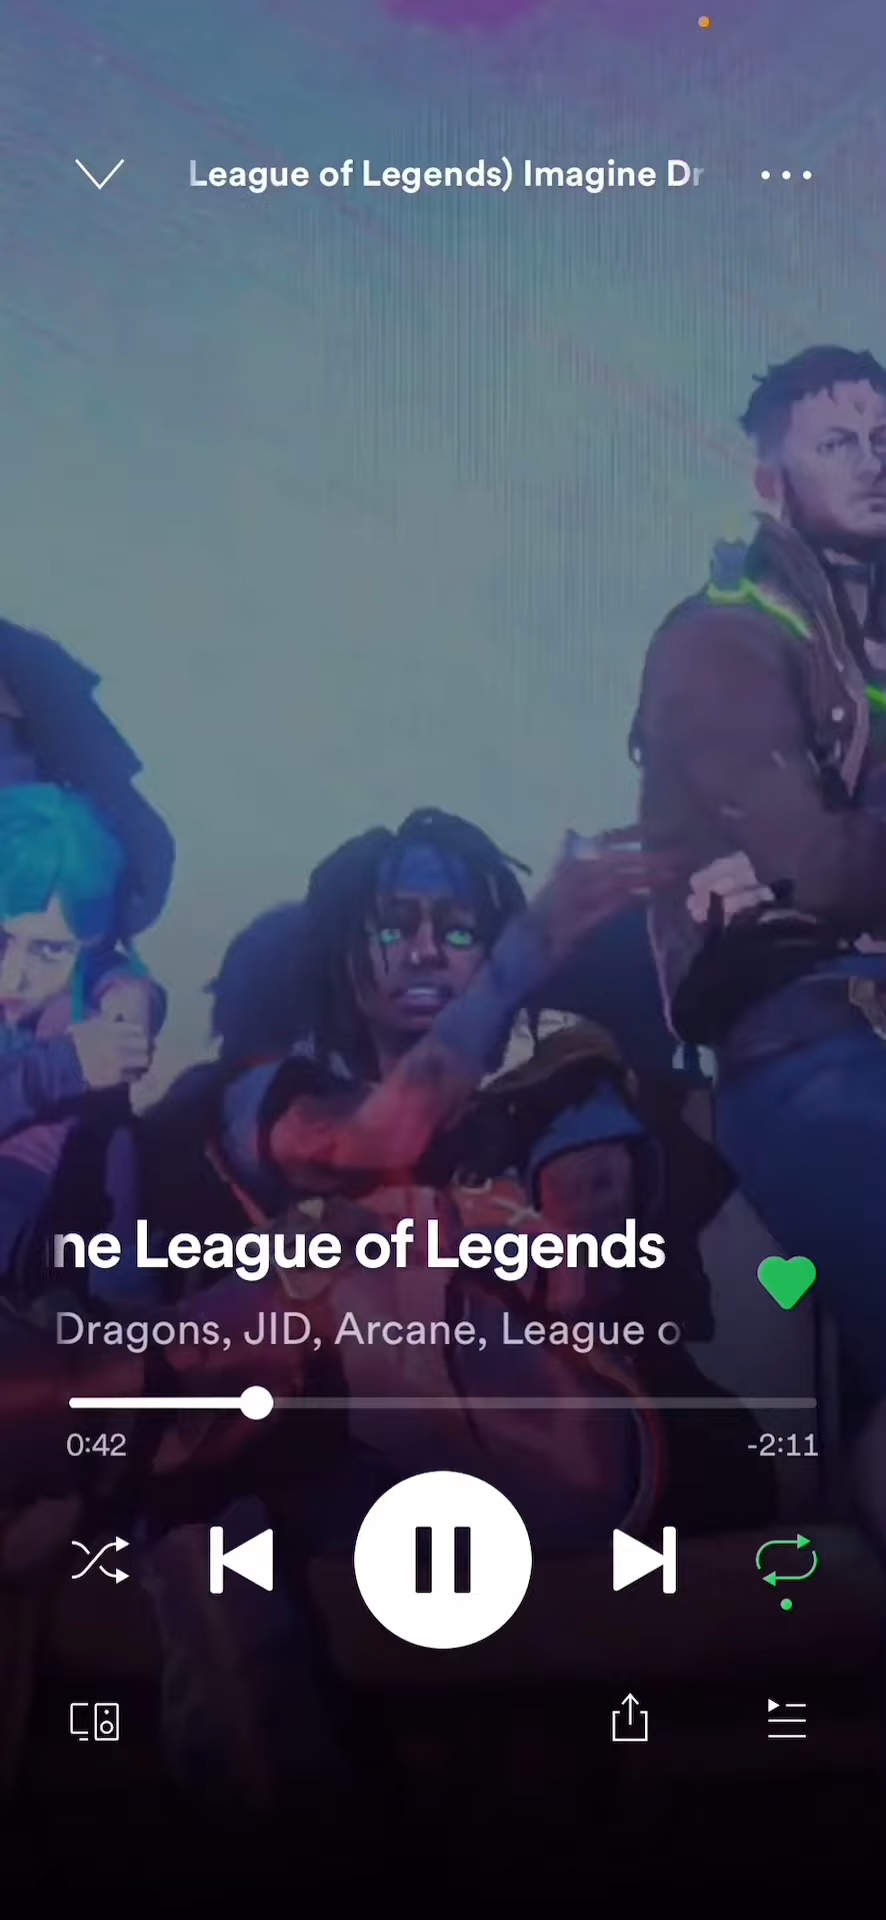 League of Legends) Imagine Dr
ne League of Legends
Dragons, JID, Arcane, League o
0:42
-2:11